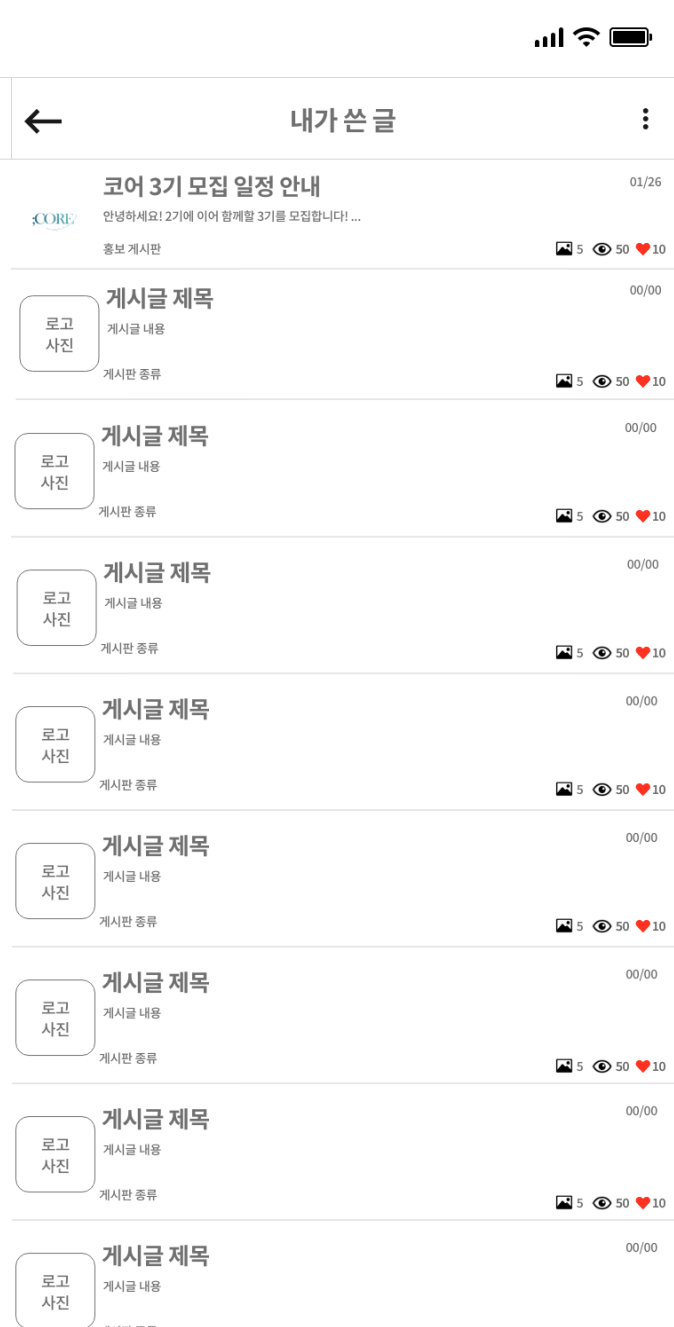 내가 쓴 글
코어 3기 모집 일정 안내
01/26
;CORE
안녕하세요! 2기에 이어 함께할 3기를 모집합니다! ...
홍보 게시판
5 50 10
게시글 제목
00/00
로고
사진
게시글 내용
게시판 종류
5 50 10
게시글 제목
00/00
로고
사진
게시글 내용
게시판 종류
5 50 10
게시글 제목
00/00
로고
사진
게시글 내용
게시판 종류
5 50 10
게시글 제목
00/00
로고
사진
게시글 내용
게시판 종류
5 50 10
게시글 제목
00/00
로고
사진
게시글 내용
게시판 종류
5 50 10
게시글 제목
00/00
로고
사진
게시글 내용
게시판 종류
5 50 10
게시글 제목
00/00
로고
사진
게시글 내용
게시판 종류
5 50 10
게시글 제목
00/00
로고
사진
게시글 내용